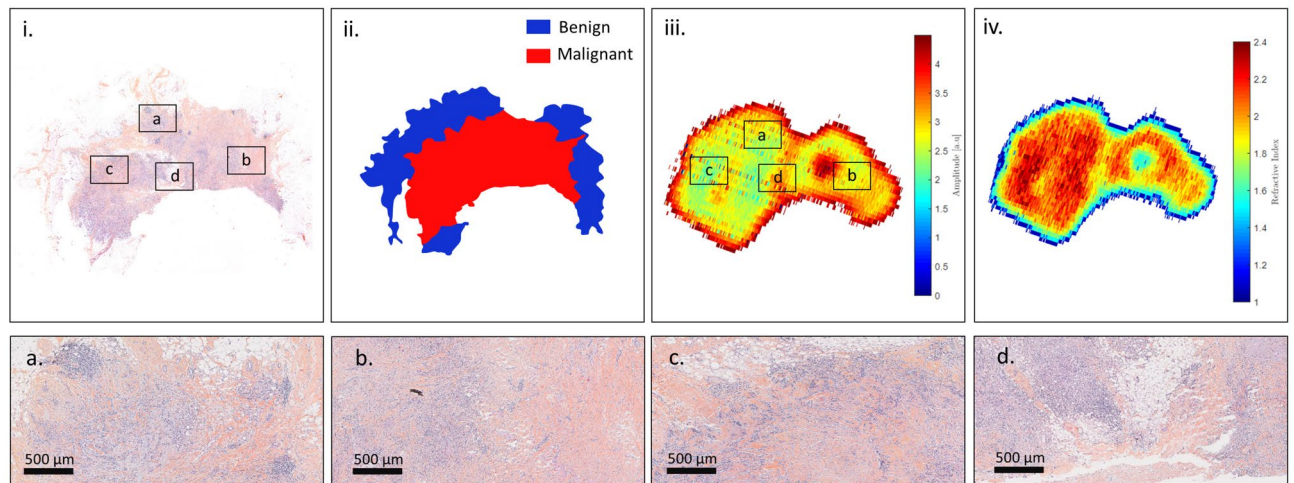 i.
a
c
d
b
ii.
Benign
Malignant
iii.
a
c
d
b
4
3.5
3
2.5
2
1.5
1
0.5
0
Amplitude [a.u]
iv.
2.4
2.2
2
1.8
1.6
1.4
1.2
1
Refractive Index
a.
500 µm
b.
500 µm
c.
500 µm
d.
500 µm